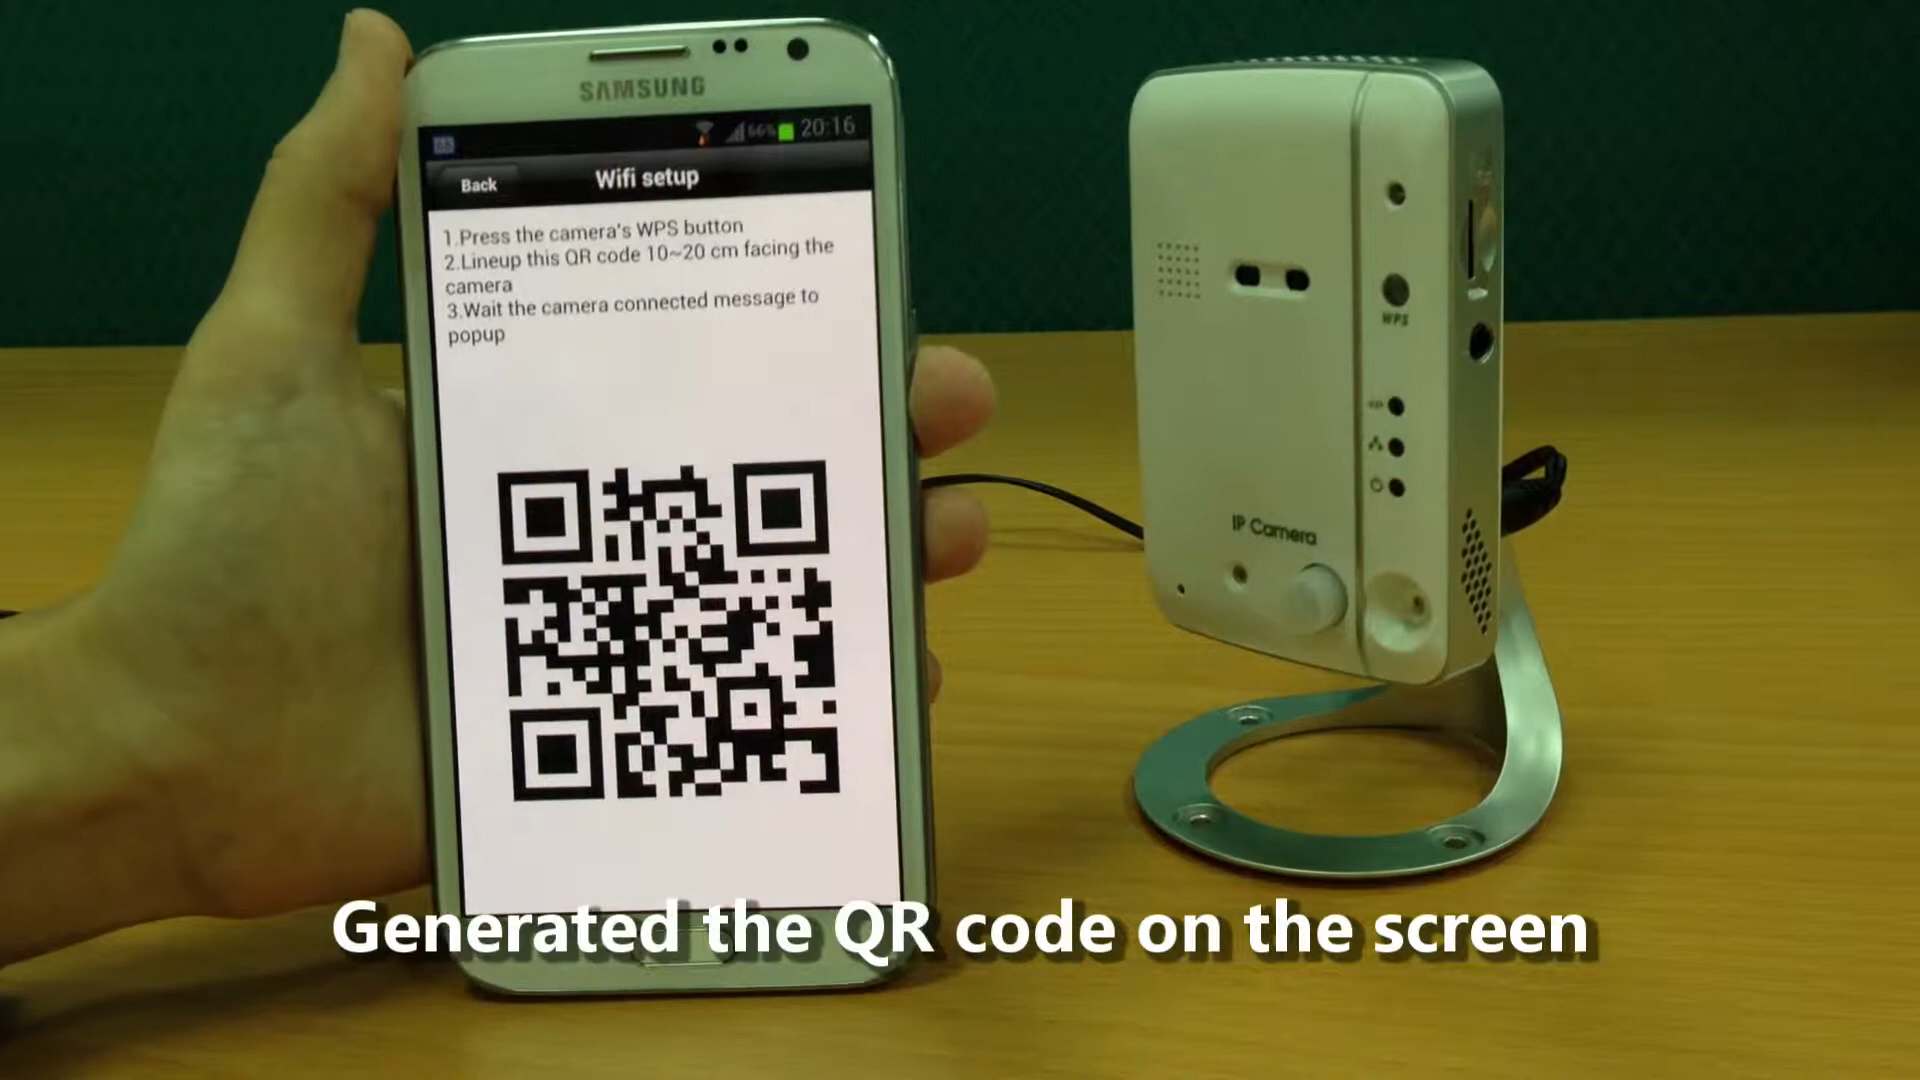 SAMSUNG
66% 20:16
Back
Wifi setup
1.Press the camera's WPS button
2.Lineup this QR code 10~20 cm facing the
camera
3.Wait the camera connected message to
popup
WPS
IP Camera
Generated the QR code on the screen